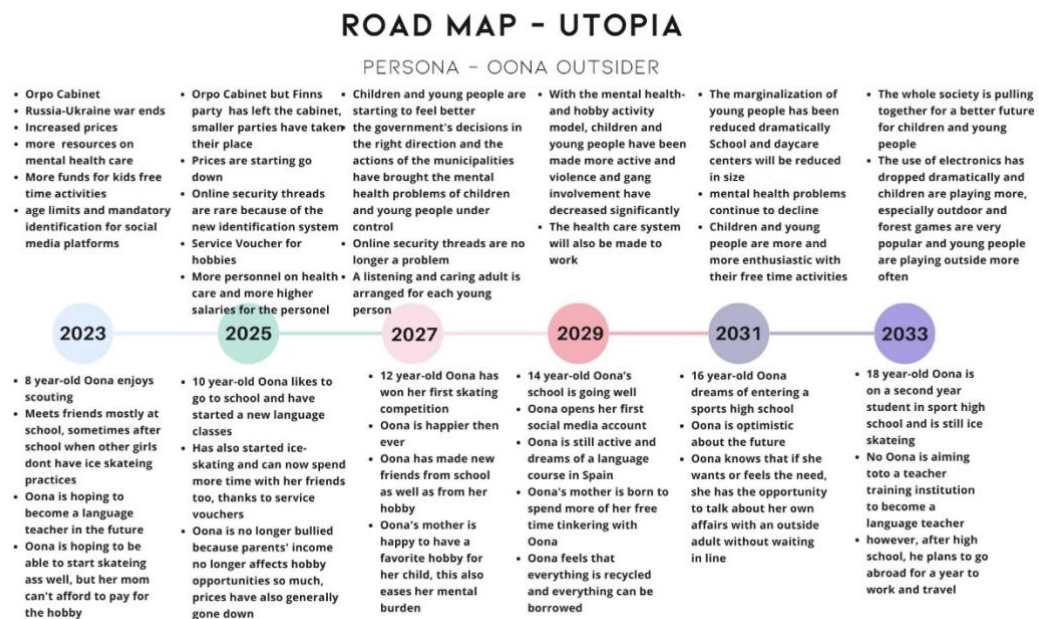 ROAD MAP - UTOPIA
PERSONA - OONA OUTSIDER
• Orpo Cabinet
• Russia-Ukraine war ends
• Increased prices
• more resources on
mental health care
• More funds for kids free
time activities
• age limits and mandatory
identification for social
media platforms
• Orpo Cabinet but Finns
party has left the cabinet,
smaller parties have taken
their place
• Prices are starting go
down
• Online security threads
are rare because of the
new identification system
• Service Voucher for
hobbies
• More personnel on health
care and more higher
salaries for the personel
• Children and young people are
starting to feel better
• the government's decisions in
the right direction and the
actions of the municipalities
have brought the mental
health problems of children
and young people under
control
• Online security threads are no
longer a problem
• A listening and caring adult is
arranged for each young
person
• With the mental health-
and hobby activity
model, children and
young people have been
made more active and
violence and gang
involvement have
decreased significantly
• The health care system
will also be made to
work
• The marginalization of
young people has been
reduced dramatically
School and daycare
centers will be reduced
in size
• mental health problems
continue to decline
• Children and young
people are more and
more enthusiastic with
their free time activities
• The whole society is pulling
together for a better future
for children and young
people
• The use of electronics has
dropped dramatically and
children are playing more,
especially outdoor and
forest games are very
popular and young people
are playing outside more
often
2023
2025
2027
2029
2031
2033
• 8 year-old Oona enjoys
scouting
• Meets friends mostly at
school, sometimes after
school when other girls
dont have ice skateing
practices
• Oona is hoping to
become a language
teacher in the future
• Oona is hoping to be
able to start skateing
ass well, but her mom
can't afford to pay for
the hobby
• 10 year-old Oona likes to
go to school and have
started a new language
classes
• Has also started ice-
skating and can now spend
more time with her friends
too, thanks to service
vouchers
• Oona is no longer bullied
because parents' income
no longer affects hobby
opportunities so much,
prices have also generally
gone down
• 12 year-old Oona has
won her first skating
competition
• Oona is happier then
ever
• Oona has made new
friends from school
as well as from her
hobby
• Oona's mother is
happy to have a
favorite hobby for
her child, this also
eases her mental
burden
• 14 year-old Oona's
school is going well
• Oona opens her first
social media account
• Oona is still active and
dreams of a language
course in Spain
• Oona's mother is born to
spend more of her free
time tinkering with
Oona
• Oona feels that
everything is recycled
and everything can be
borrowed
• 16 year-old Oona
dreams of entering a
sports high school
• Oona is optimistic
about the future
• Oona knows that if she
wants or feels the need,
she has the opportunity
to talk about her own
affairs with an outside
adult without waiting
in line
• 18 year-old Oona is
on a second year
student in sport high
school and is still ice
skateing
• No Oona is aiming
toto a teacher
training institution
to become a
language teacher
• however, after high
school, he plans to go
abroad for a year to
work and travel